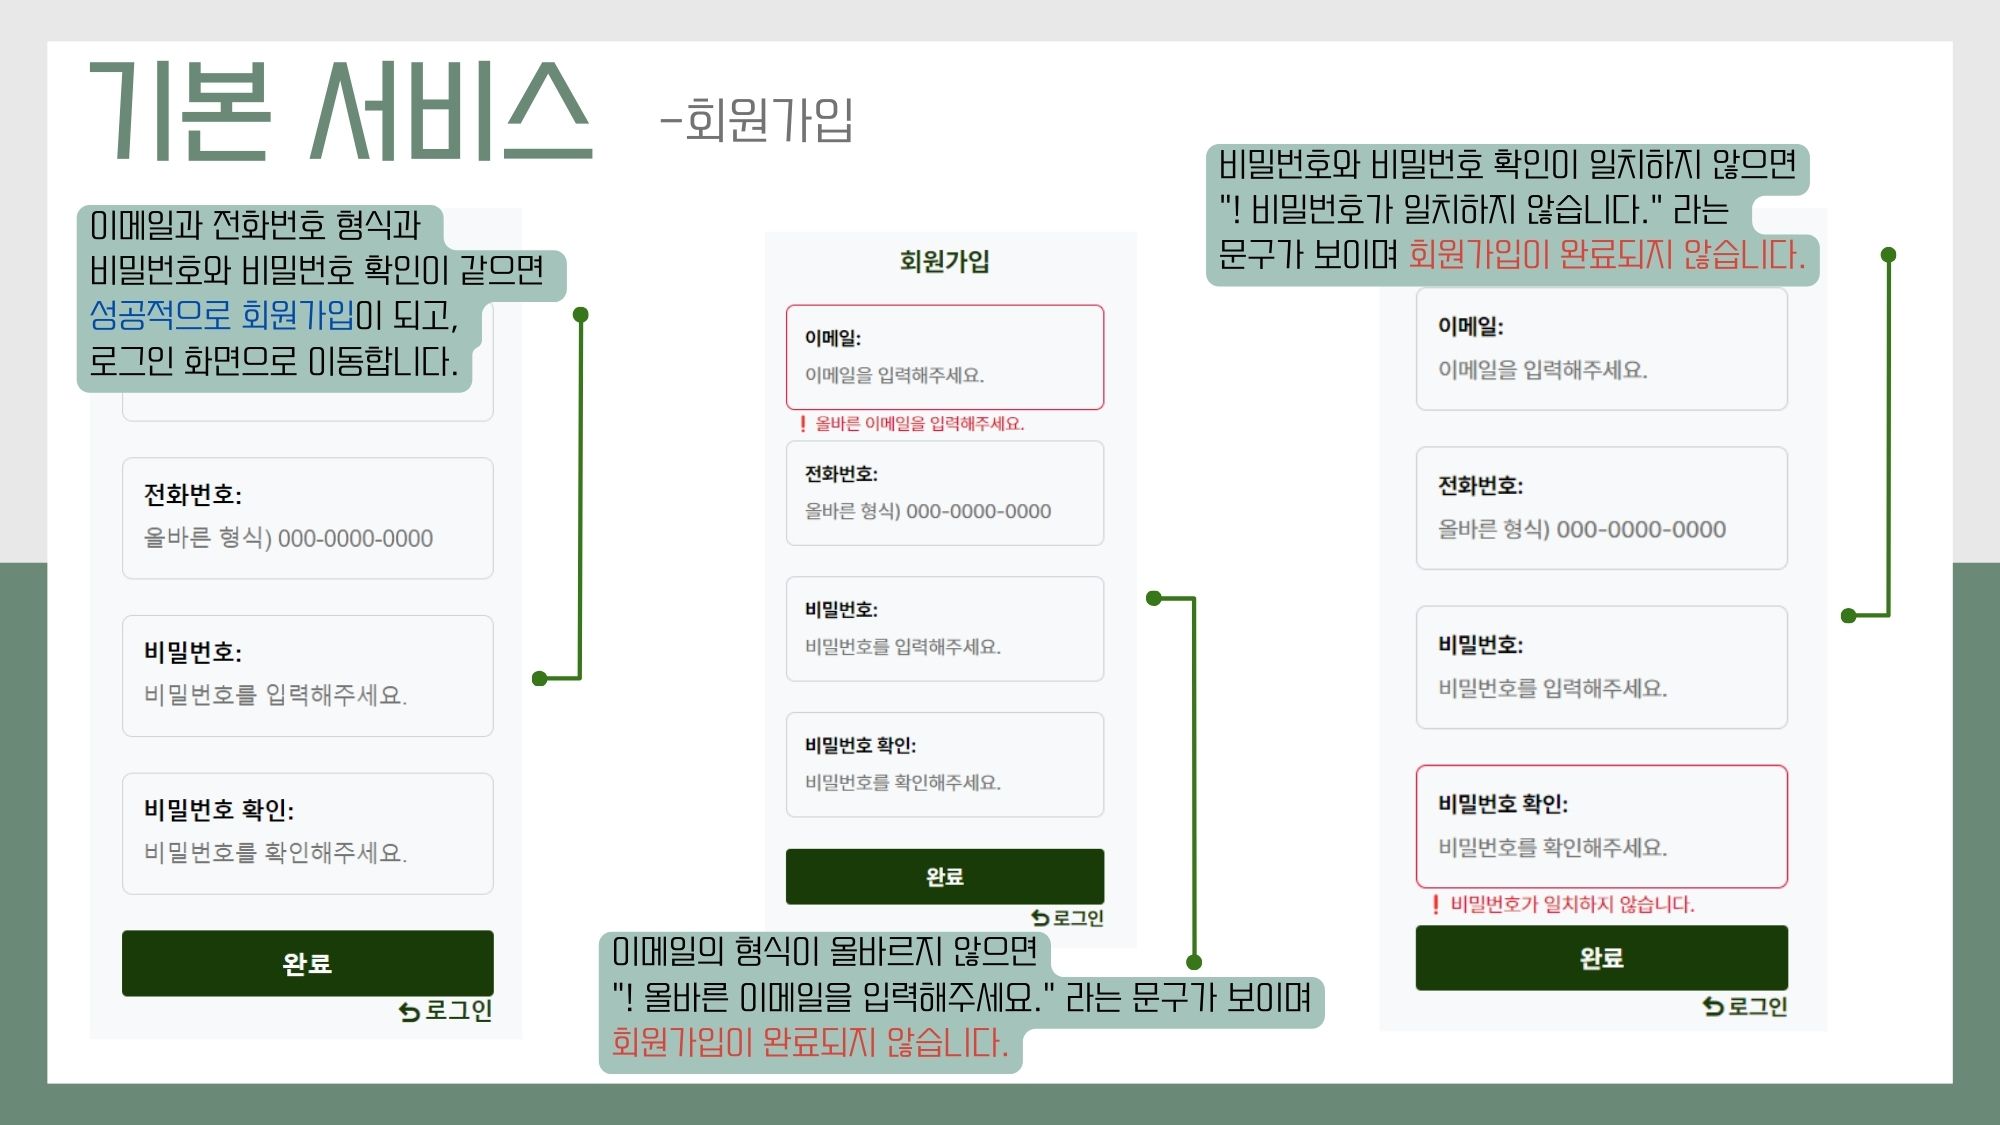 기본 서비스 -회원가입
이메일과 전화번호 형식과
비밀번호와 비밀번호 확인이 같으면
성공적으로 회원가입이 되고,
로그인 화면으로 이동합니다.
전화번호:
올바른 형식) 000-0000-0000
비밀번호:
비밀번호를 입력해주세요.
비밀번호 확인:
비밀번호를 확인해주세요.
완료
로그인
회원가입
이메일:
이메일을 입력해주세요.
❗ 올바른 이메일을 입력해주세요.
전화번호:
올바른 형식) 000-0000-0000
비밀번호:
비밀번호를 입력해주세요.
비밀번호 확인:
비밀번호를 확인해주세요.
완료
로그인
이메일의 형식이 올바르지 않으면
"! 올바른 이메일을 입력해주세요." 라는 문구가 보이며
회원가입이 완료되지 않습니다.
비밀번호와 비밀번호 확인이 일치하지 않으면
"! 비밀번호가 일치하지 않습니다." 라는
문구가 보이며 회원가입이 완료되지 않습니다.
이메일:
이메일을 입력해주세요.
전화번호:
올바른 형식) 000-0000-0000
비밀번호:
비밀번호를 입력해주세요.
비밀번호 확인:
비밀번호를 확인해주세요.
❗ 비밀번호가 일치하지 않습니다.
완료
로그인